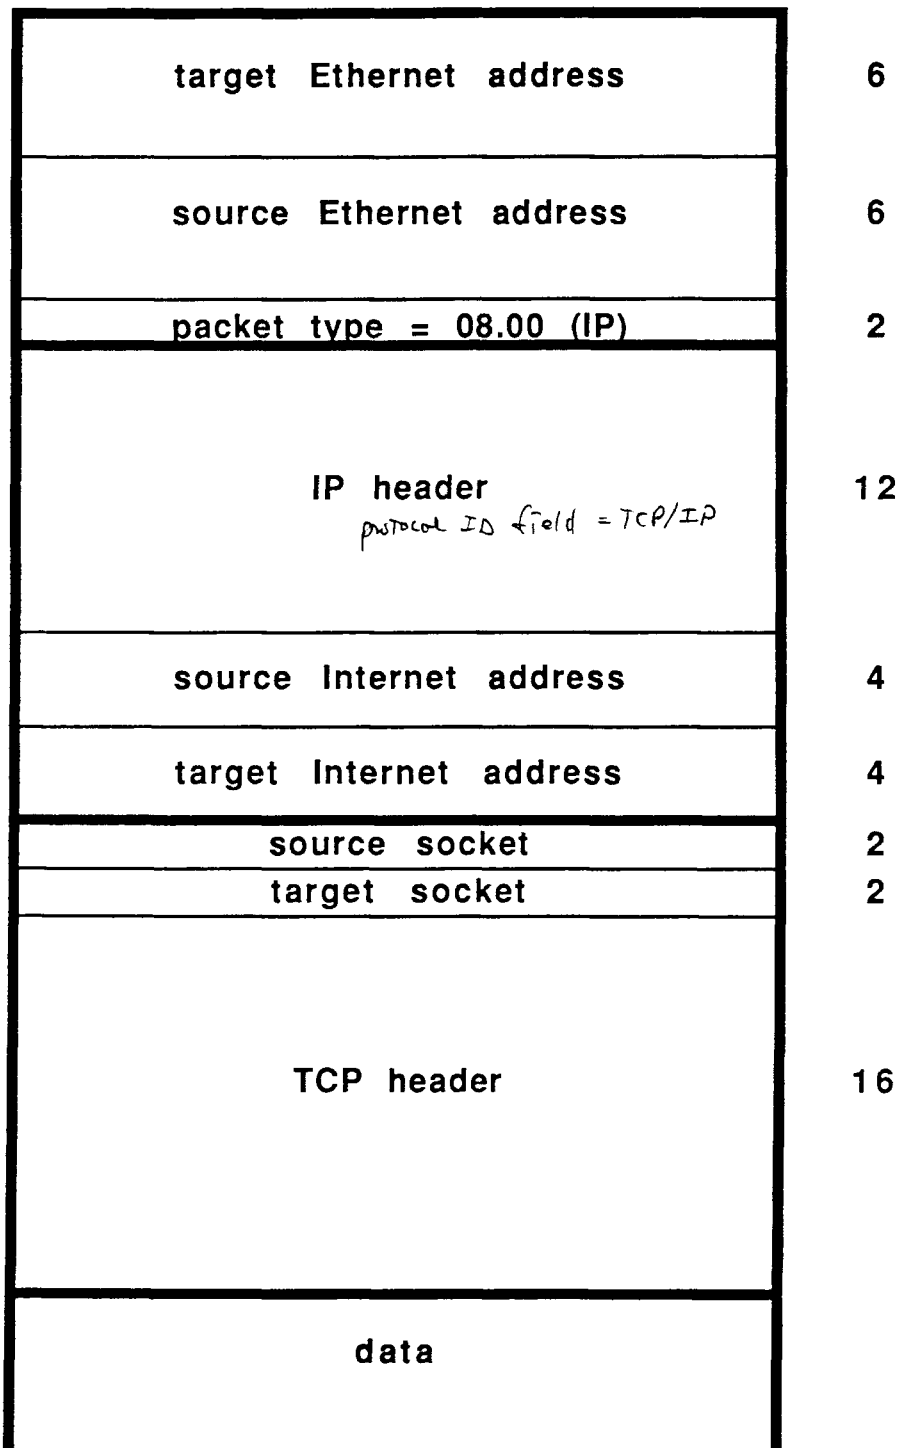 target Ethernet address 6
source Ethernet address 6
packet type = 08.00 (IP) 2
IP header 12
protocol ID field = TCP/IP
source Internet address 4
target Internet address 4
source socket 2
target socket 2
TCP header 16
data